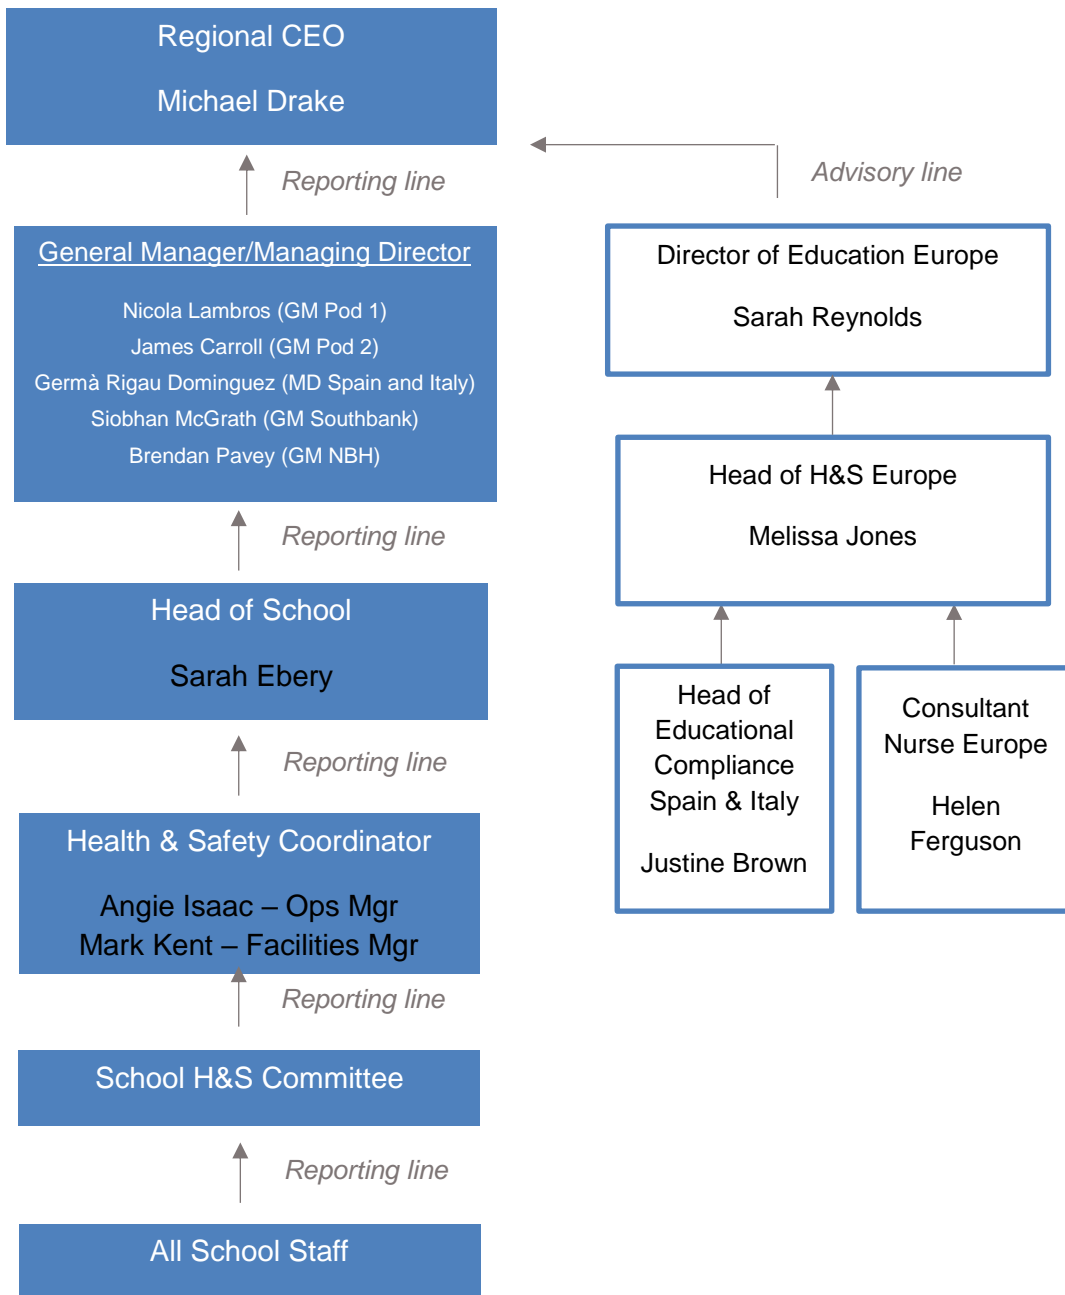 Regional CEO
Michael Drake
Reporting line
Advisory line
General Manager/Managing Director
Nicola Lambros (GM Pod 1)
James Carroll (GM Pod 2)
Germà Rigau Dominguez (MD Spain and Italy)
Siobhan McGrath (GM Southbank)
Brendan Pavey (GM NBH)
Director of Education Europe
Sarah Reynolds
Head of H&S Europe
Melissa Jones
Reporting line
Head of School
Sarah Ebery
Head of
Educational
Compliance
Spain & Italy
Justine Brown
Consultant
Nurse Europe
Helen
Ferguson
Reporting line
Health & Safety Coordinator
Angie Isaac – Ops Mgr
Mark Kent – Facilities Mgr
Reporting line
School H&S Committee
Reporting line
All School Staff